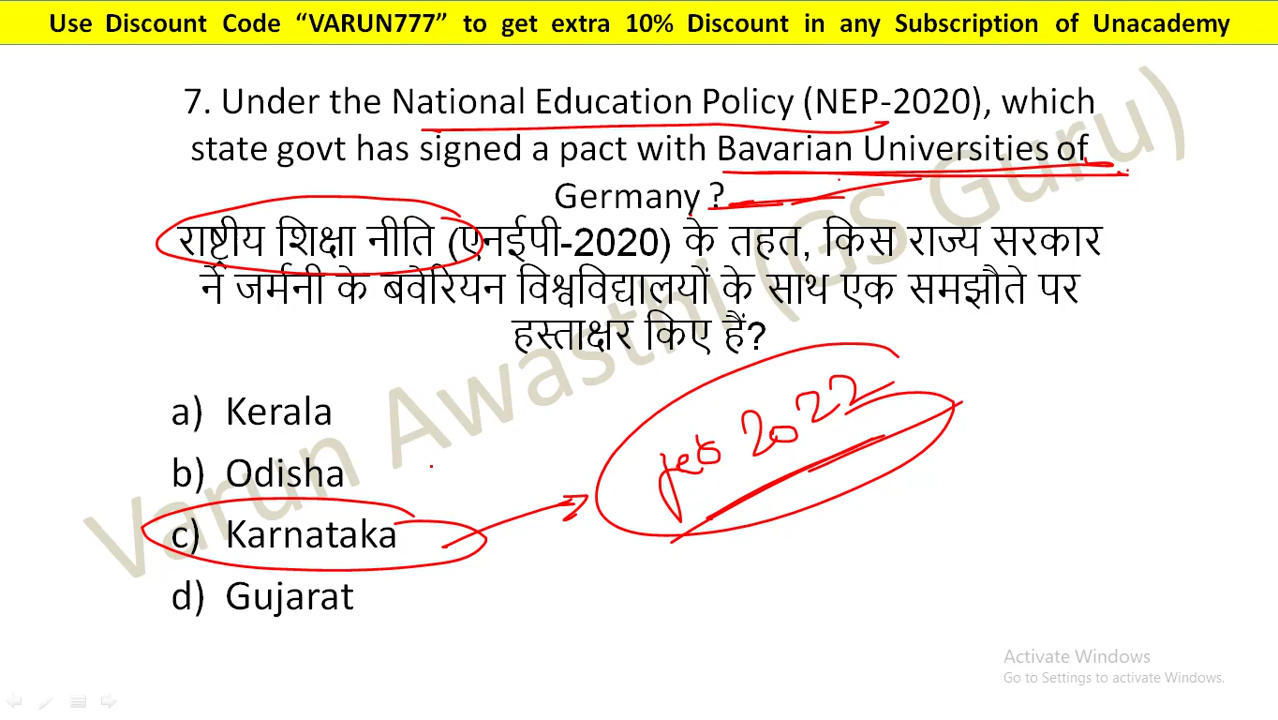 Use Discount Code “VARUN777” to get extra 10% Discount in any Subscription of Unacademy
7. Under the National Education Policy (NEP-2020), which
state govt has signed a pact with Bavarian Universities of
Germany ?
राष्ट्रीय शिक्षा नीति (एनईपी-2020) के तहत, किस राज्य सरकार
ने जर्मनी के बवेरियन विश्वविद्यालयों के साथ एक समझौते पर
हस्ताक्षर किए हैं?
a) Kerala
feb 2022
b) Odisha
c) Karnataka
d) Gujarat
Varun Awasthi (GS Guru)
Activate Windows
Go to Settings to activate Windows.